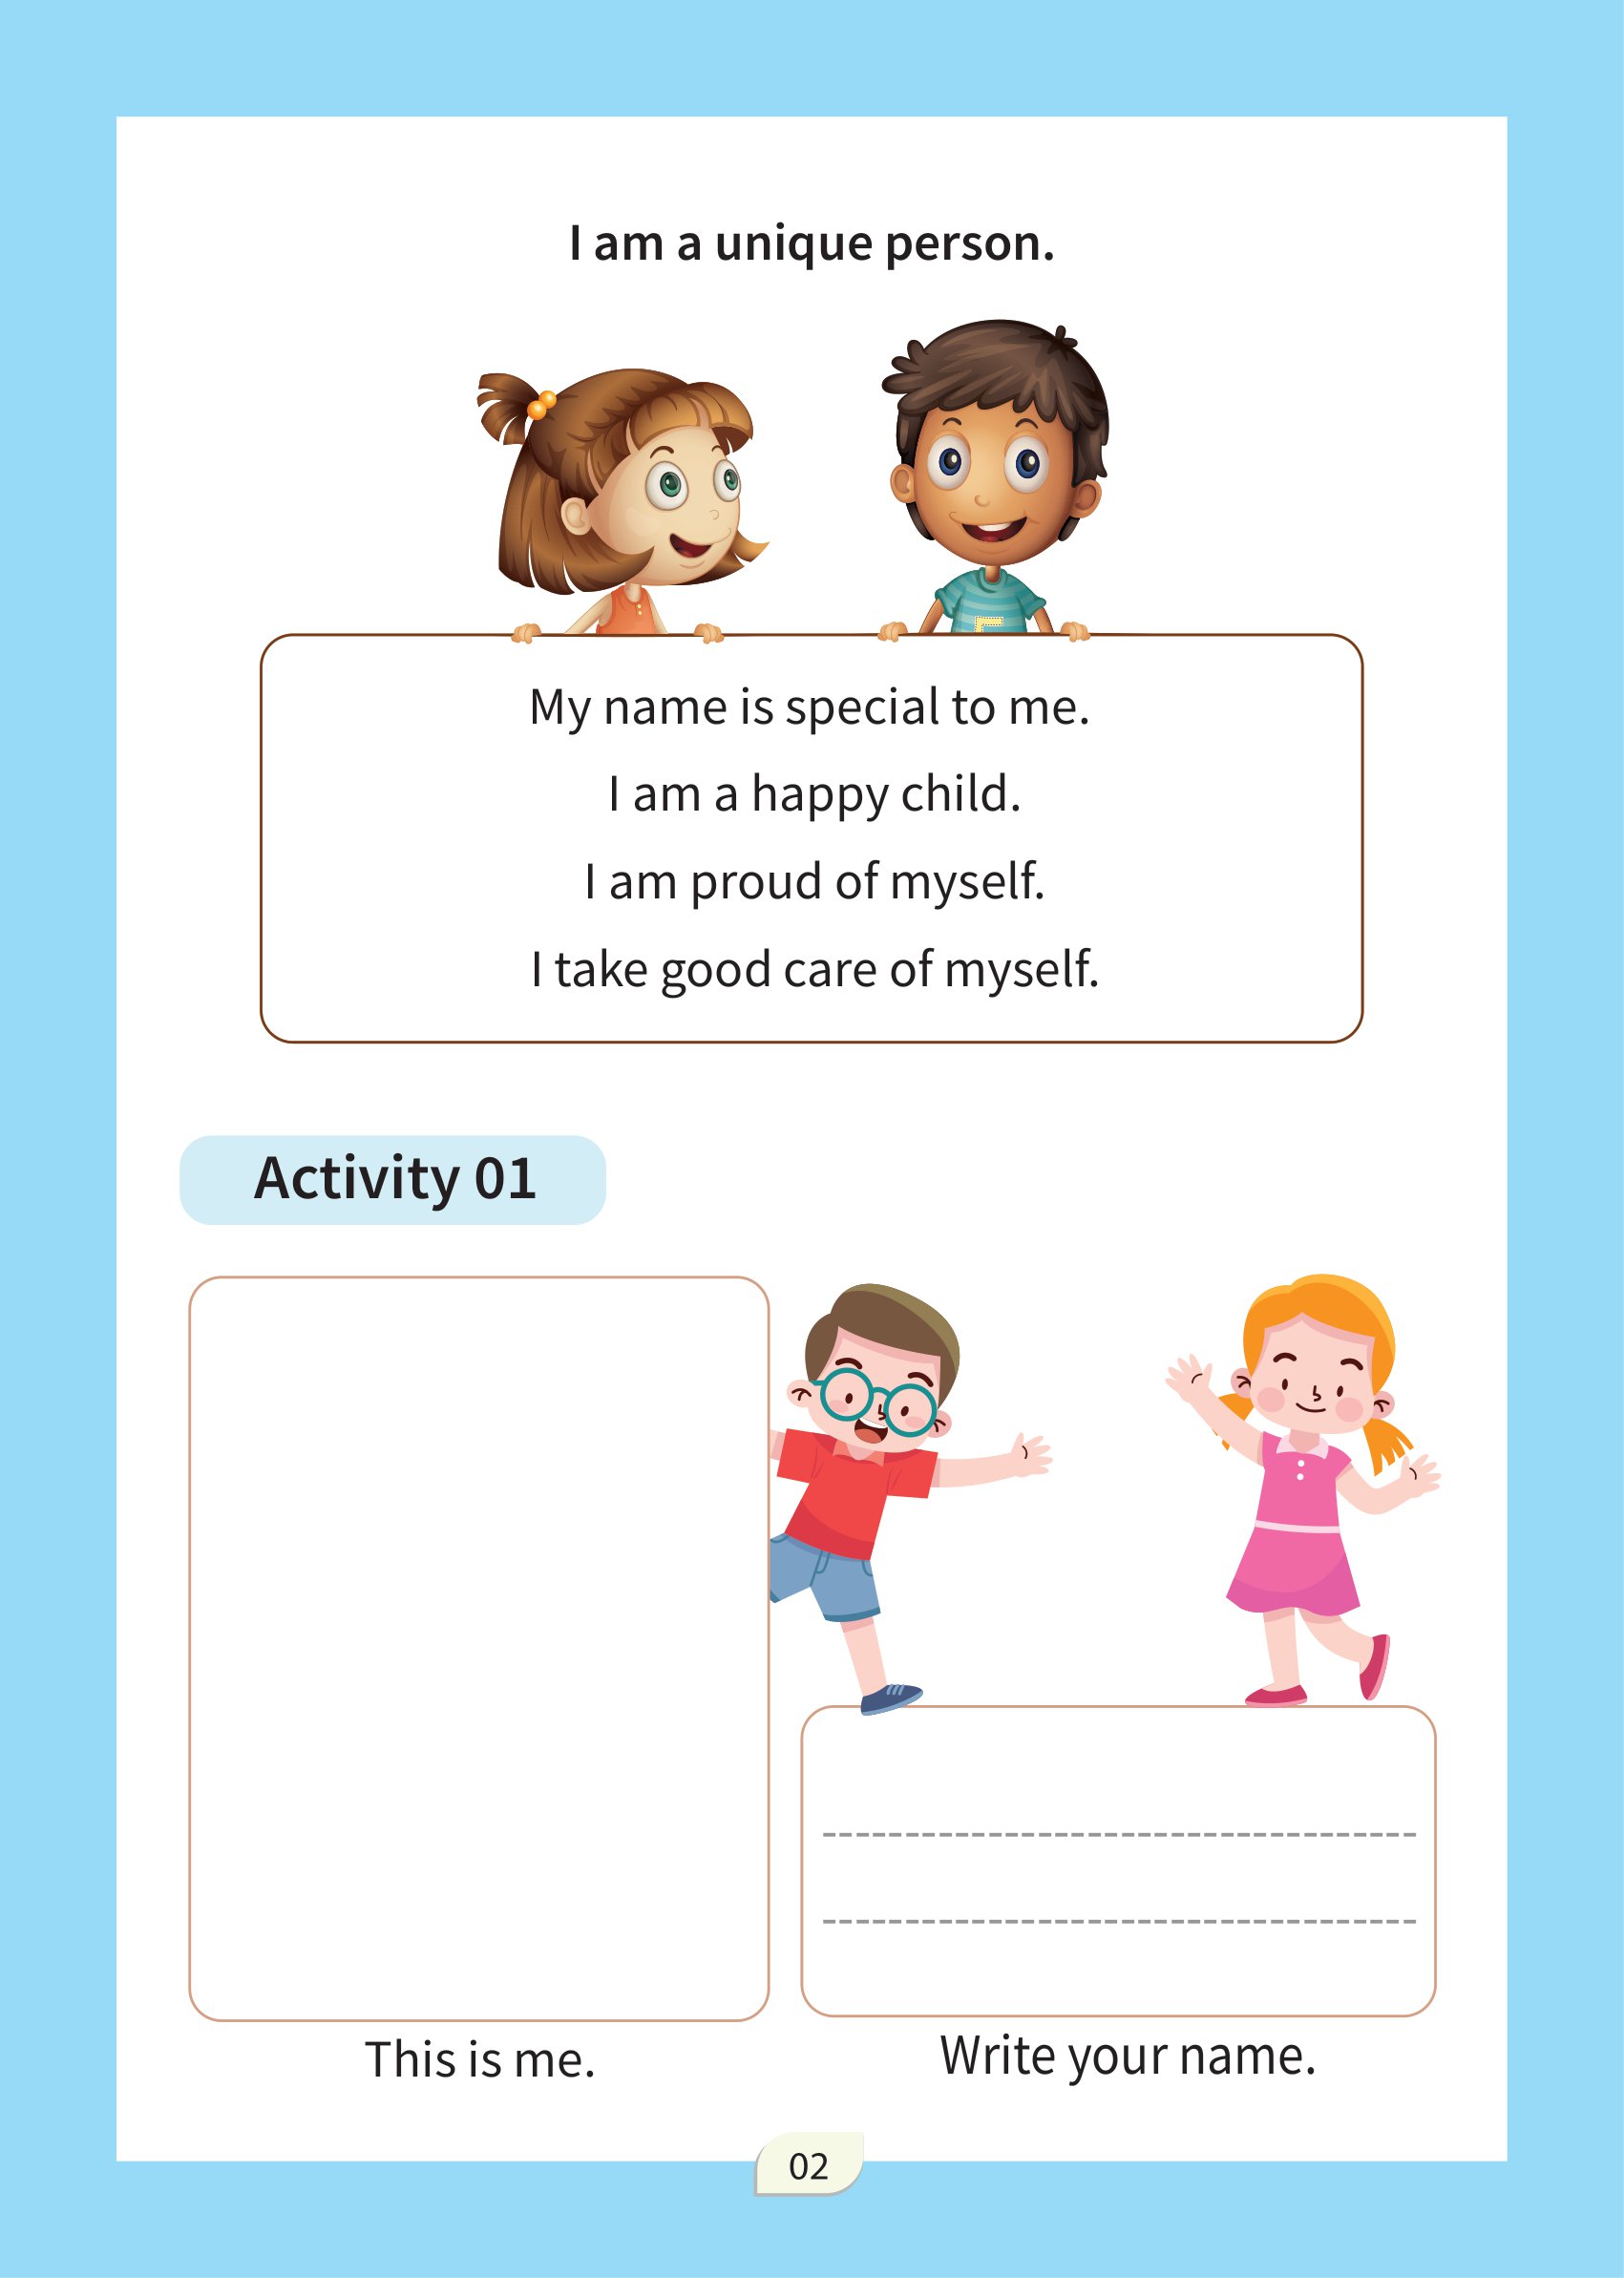 I am a unique person.
My name is special to me.
I am a happy child.
I am proud of myself.
I take good care of myself.
Activity 01
This is me.
Write your name.
02